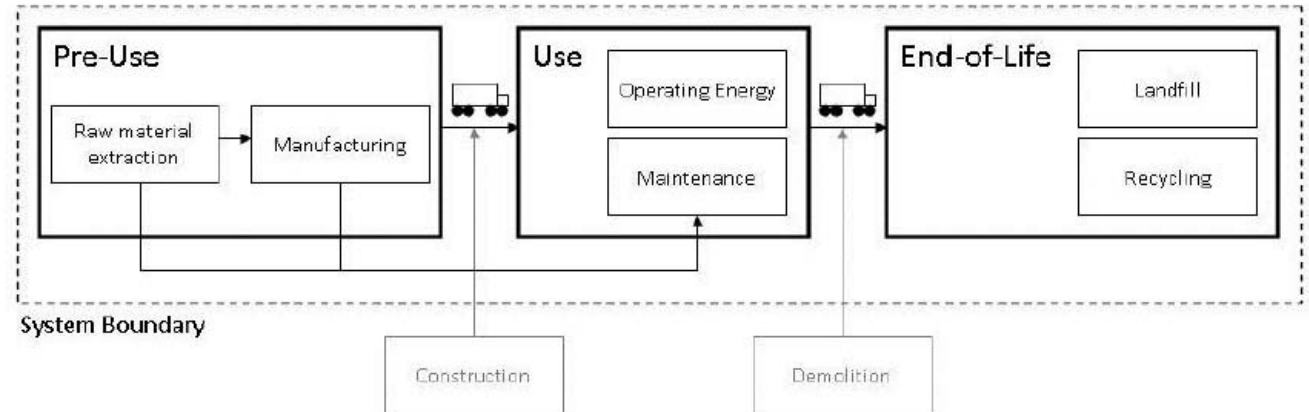 Pre-Use
Raw material
extraction
Manufacturing
Use
Operating Energy
Maintenance
End-of-Life
Landfill
Recycling
System Boundary
Construction
Demolition